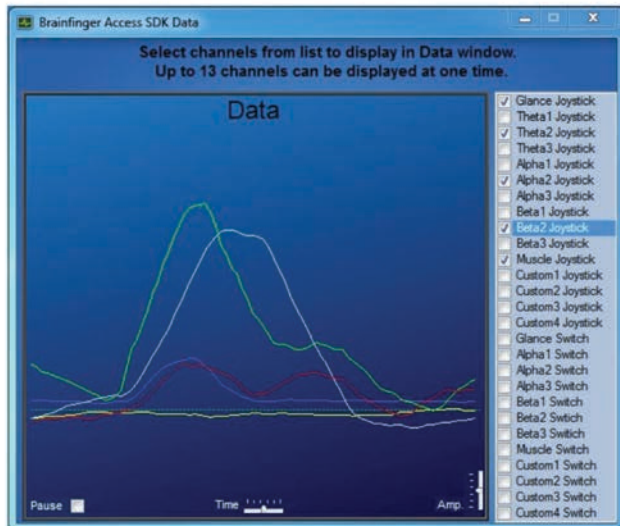 Brainfinger Access SDK Data
Select channels from list to display in Data window.
Up to 13 channels can be displayed at one time.
Data
Glance Joystick
Theta1 Joystick
Theta2 Joystick
Theta3 Joystick
Alpha1 Joystick
Alpha2 Joystick
Alpha3 Joystick
Beta1 Joystick
Beta2 Joystick
Beta3 Joystick
Muscle Joystick
Custom1 Joystick
Custom2 Joystick
Custom3 Joystick
Custom4 Joystick
Glance Switch
Alpha1 Switch
Alpha2 Switch
Alpha3 Switch
Beta1 Switch
Beta2 Swtich
Beta3 Switch
Muscle Switch
Custom1 Switch
Custom2 Switch
Custom3 Switch
Custom4 Switch
Pause
Time
Amp.